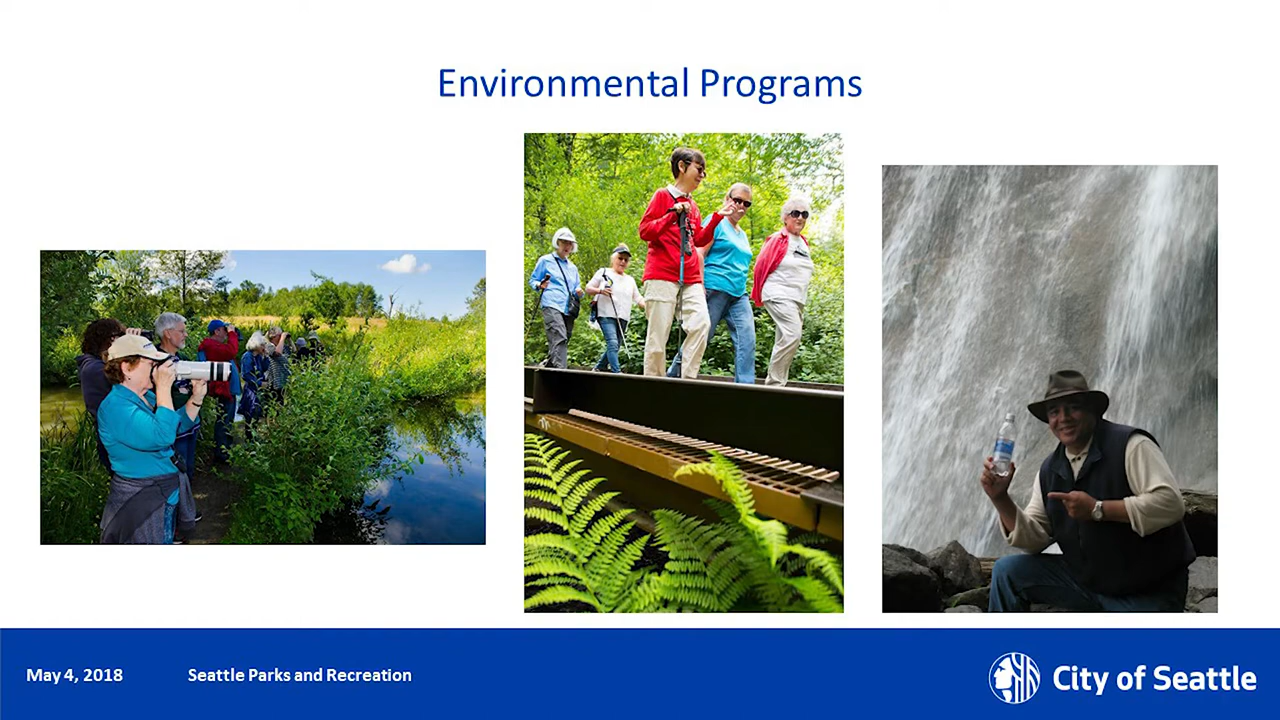 Environmental Programs
May 4, 2018
Seattle Parks and Recreation
City of Seattle